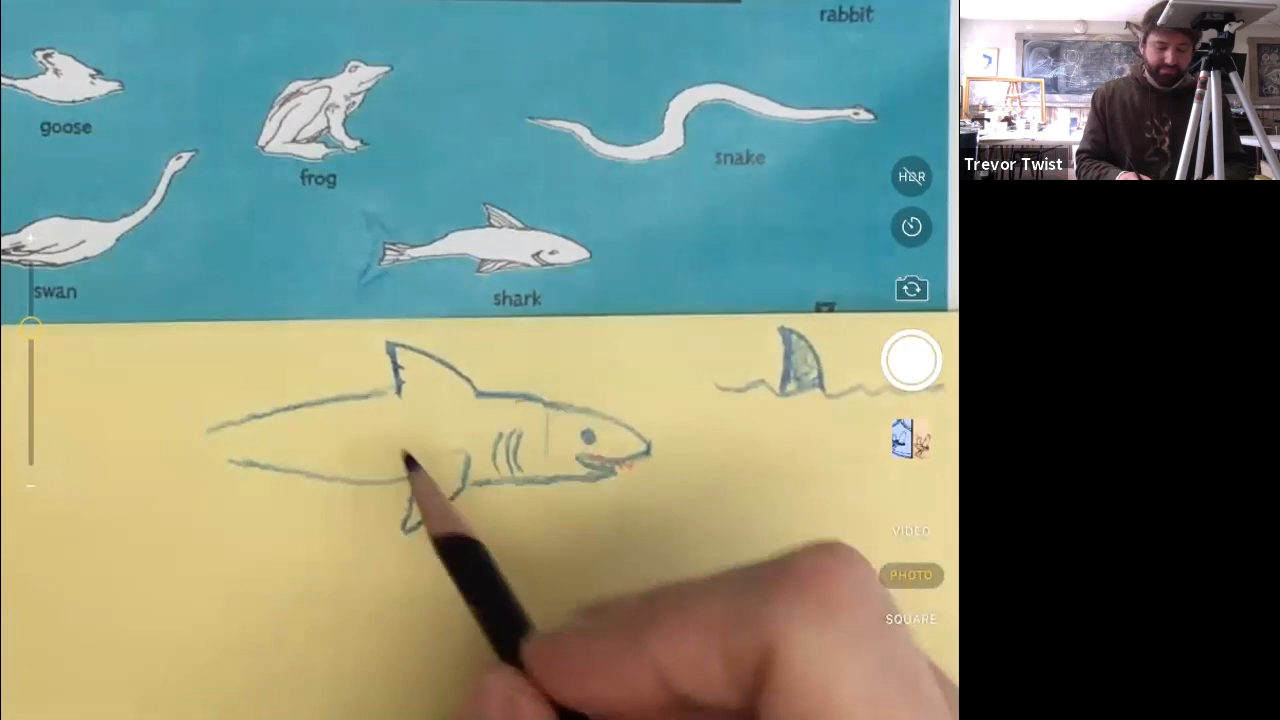 rabbit
goose
frog
snake
swan
shark
HDR
VIDEO
PHOTO
SQUARE
Trevor Twist